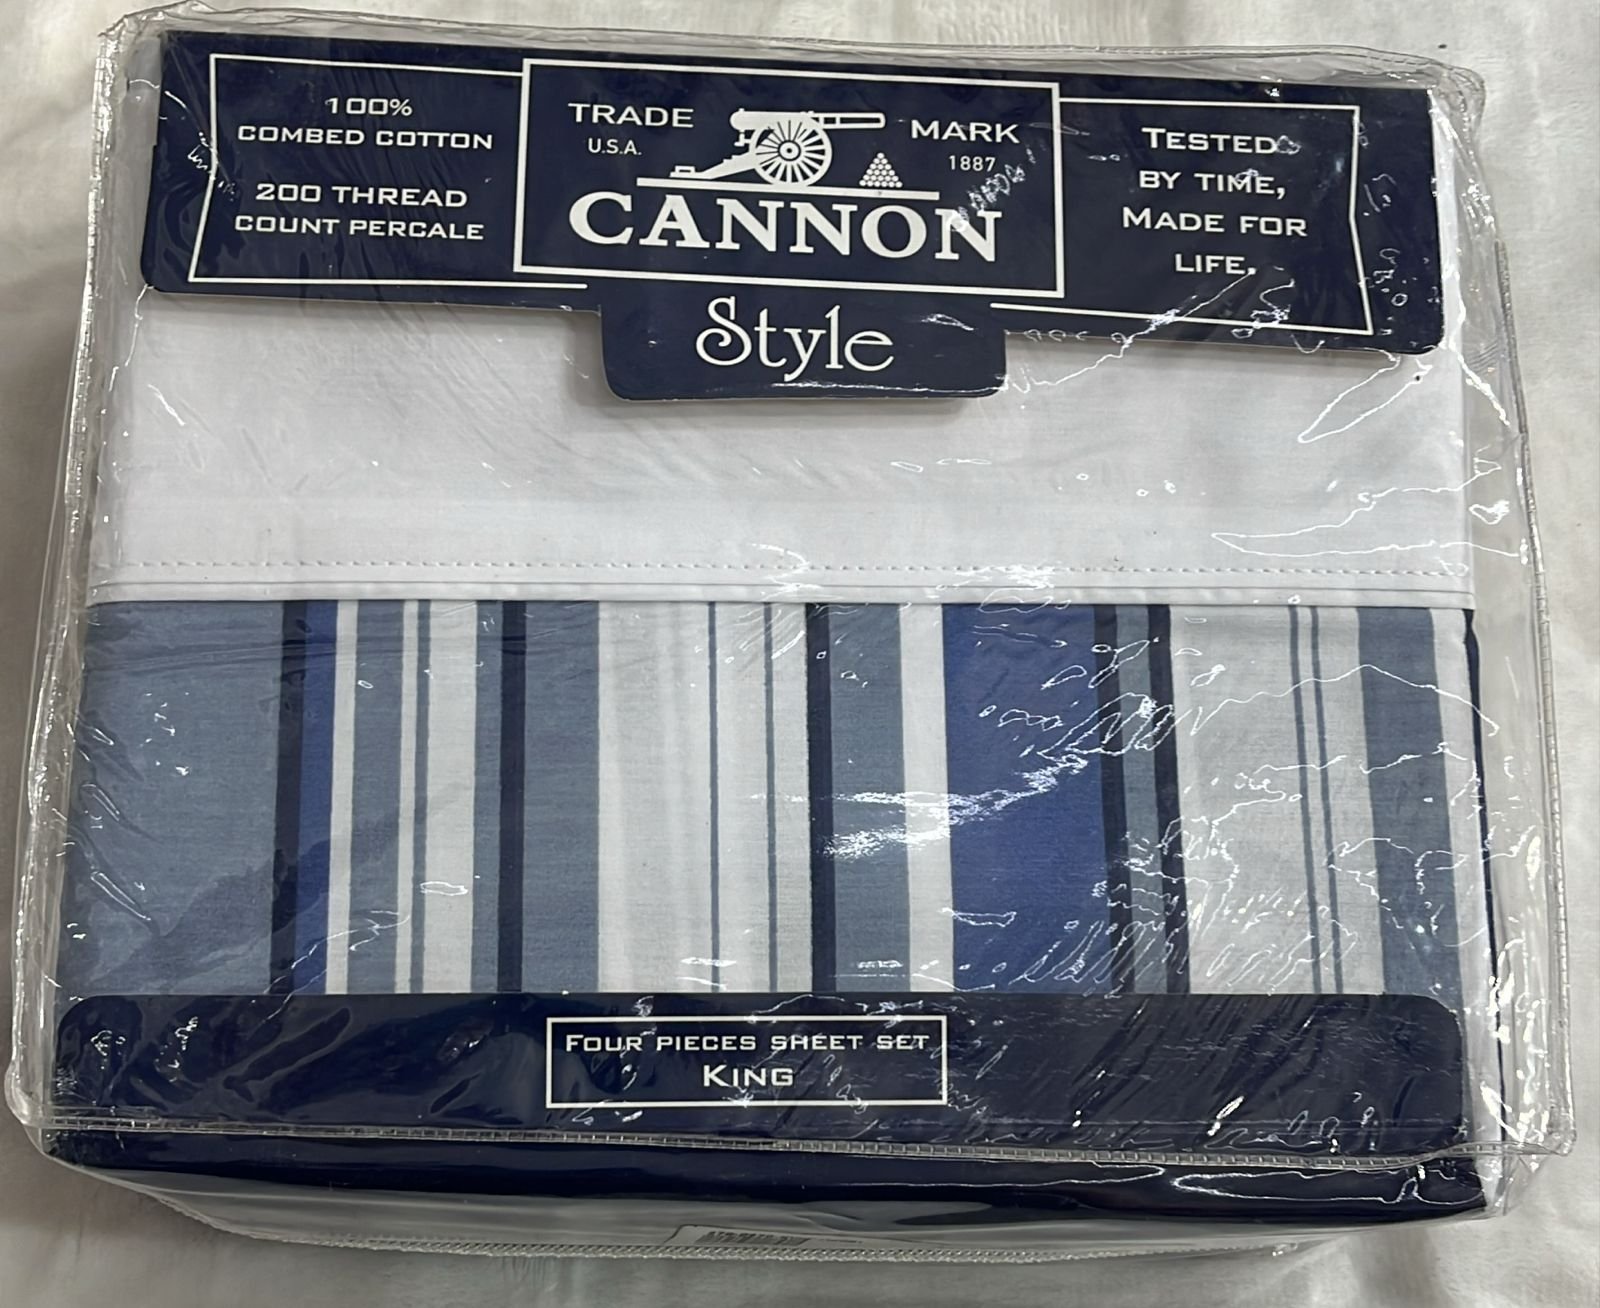 100%
COMBED COTTON
200 THREAD
COUNT PERCALE
TRADE MARK
U.S.A. 1887
CANNON
Style
TESTED
BY TIME,
MADE FOR
LIFE.
FOUR PIECES SHEET SET
KING